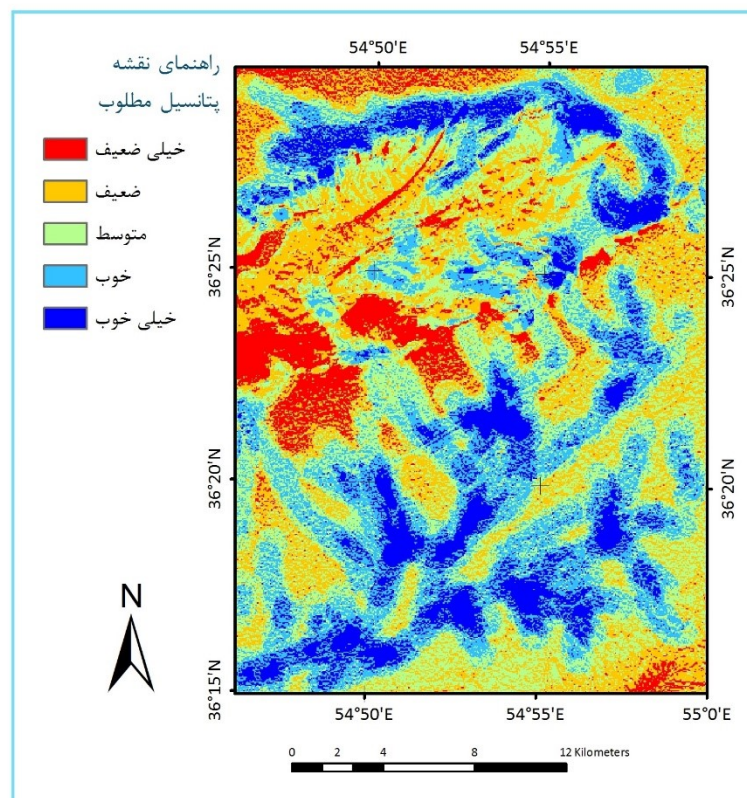 راهنمای نقشه
پتانسیل مطلوب
خیلی ضعیف
ضعیف
متوسط
خوب
خیلی خوب
N
54°50'E
54°55'E
36°25'N
36°25'N
36°20'N
36°20'N
36°15'N
54°50'E
54°55'E
55°0'E
0 2 4 8 12 Kilometers